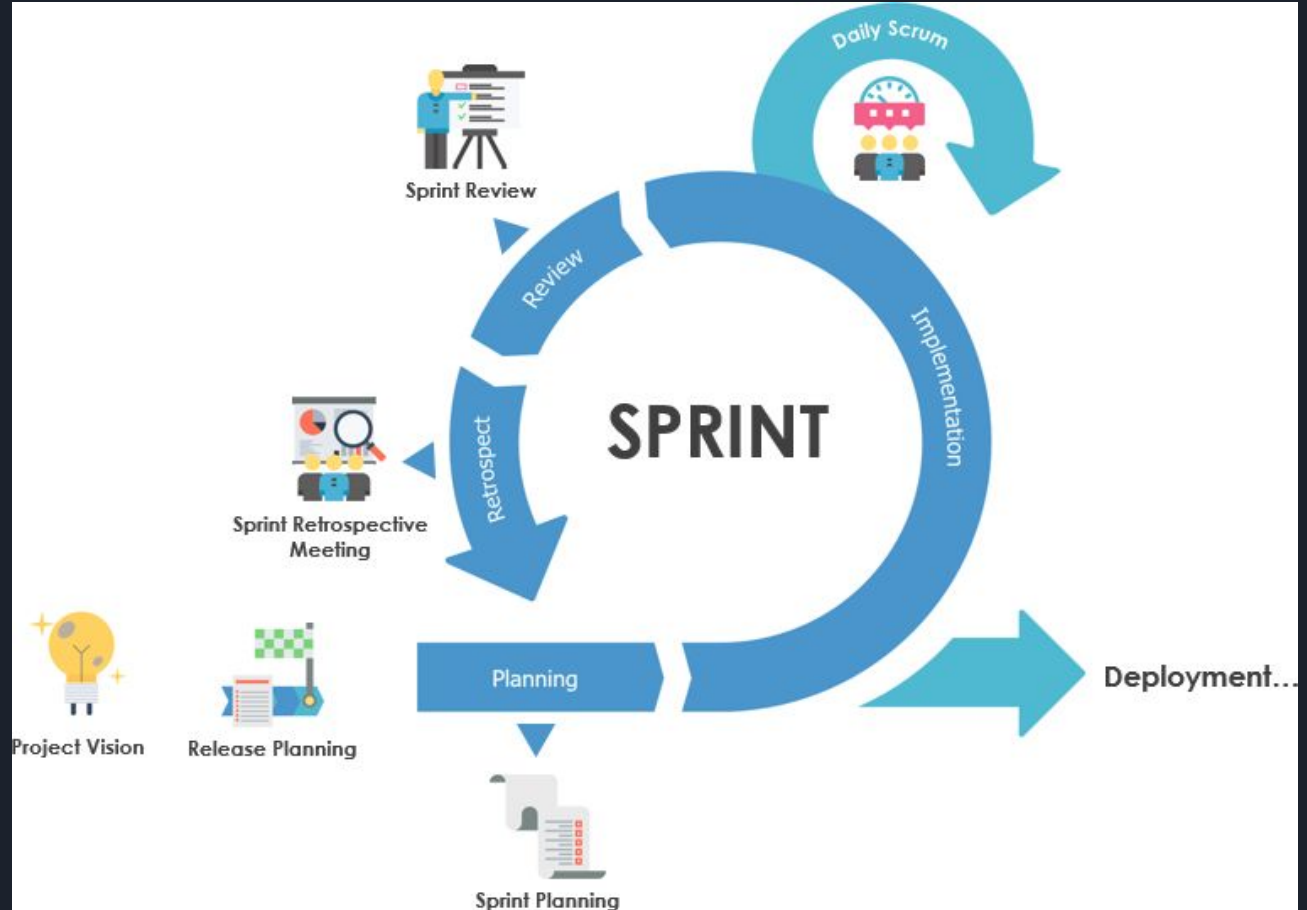 Daily Scrum
Sprint Review
Review
Implementation
SPRINT
Retrospect
Sprint Retrospective
Meeting
Planning
Deployment...
Project Vision
Release Planning
Sprint Planning